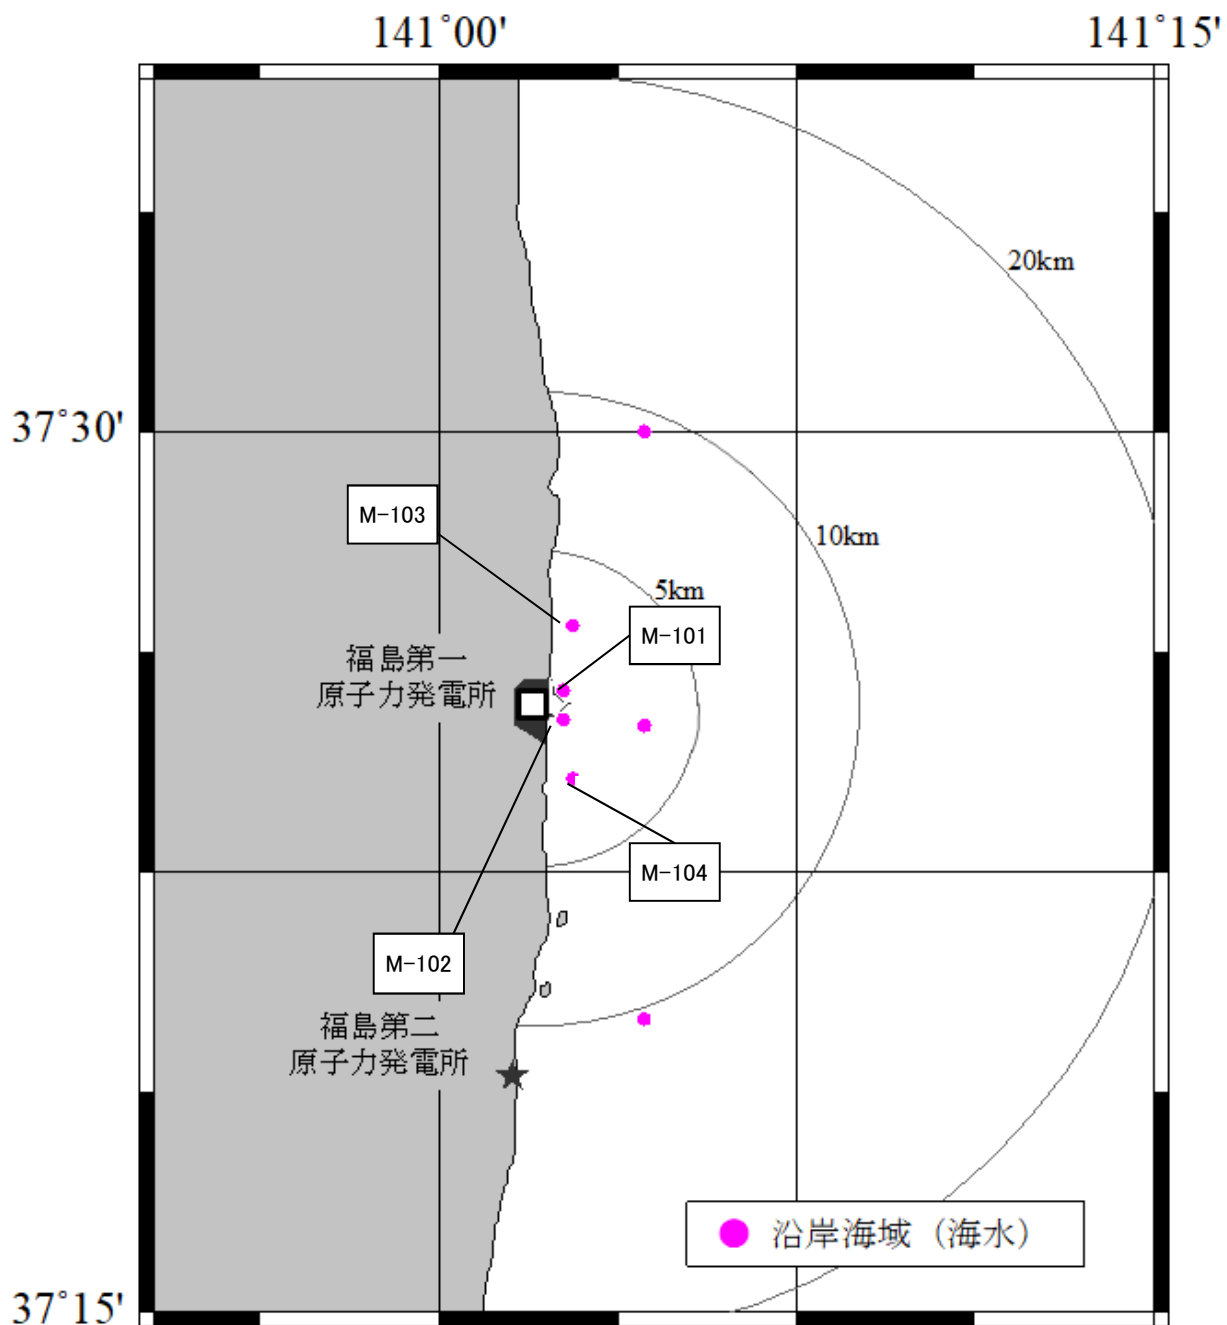 141°00'
141°15'
20km
37°30'
M-103
10km
5km
M-101
福島第一
原子力発電所
M-104
M-102
福島第二
原子力発電所
沿岸海域（海水）
37°15'